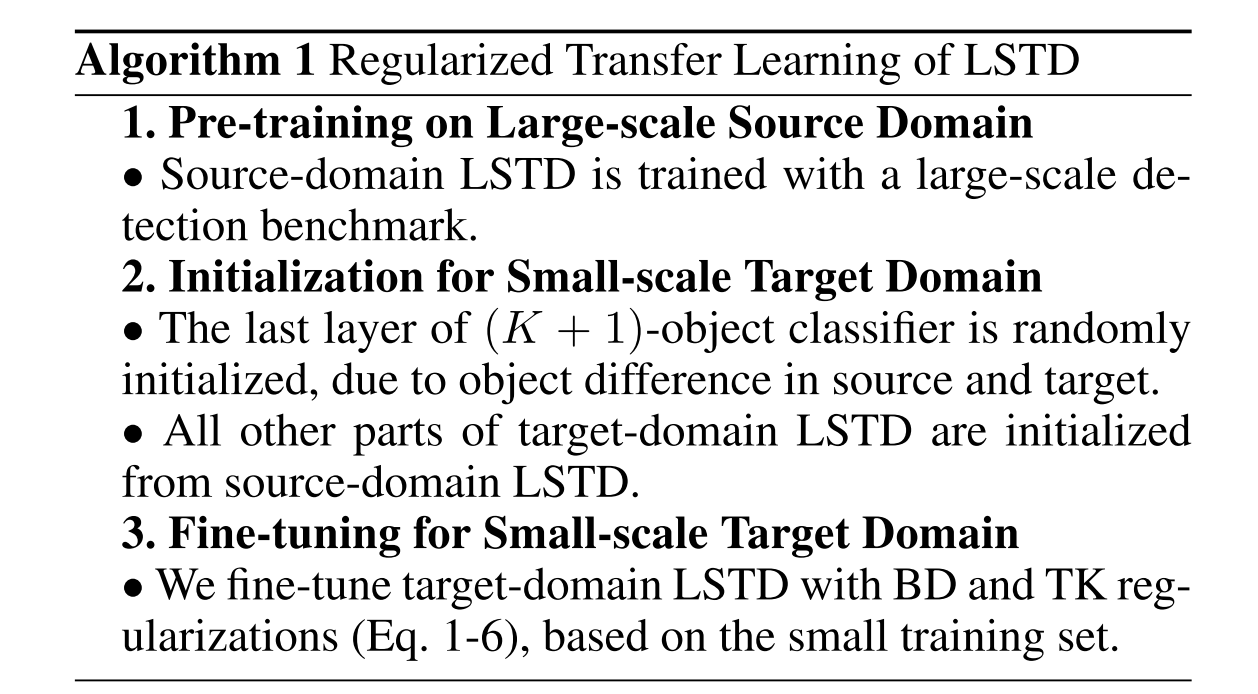 Algorithm 1 Regularized Transfer Learning of LSTD
1. Pre-training on Large-scale Source Domain
• Source-domain LSTD is trained with a large-scale de-
tection benchmark.
2. Initialization for Small-scale Target Domain
• The last layer of (K + 1)-object classifier is randomly
initialized, due to object difference in source and target.
• All other parts of target-domain LSTD are initialized
from source-domain LSTD.
3. Fine-tuning for Small-scale Target Domain
• We fine-tune target-domain LSTD with BD and TK reg-
ularizations (Eq. 1-6), based on the small training set.